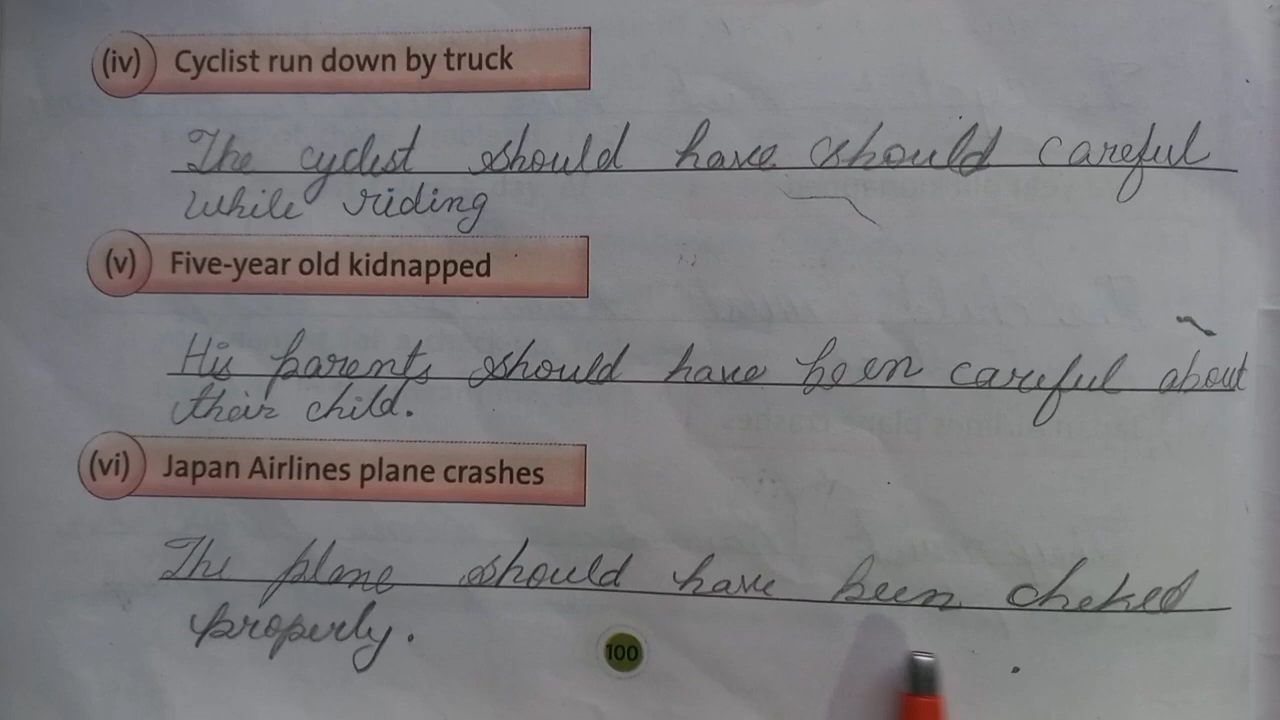 (iv) Cyclist run down by truck
The cyclist should have should careful
while riding
(v) Five-year old kidnapped
His parents should have been careful about
their child.
(vi) Japan Airlines plane crashes
The plane should have been cheked
properly.
100